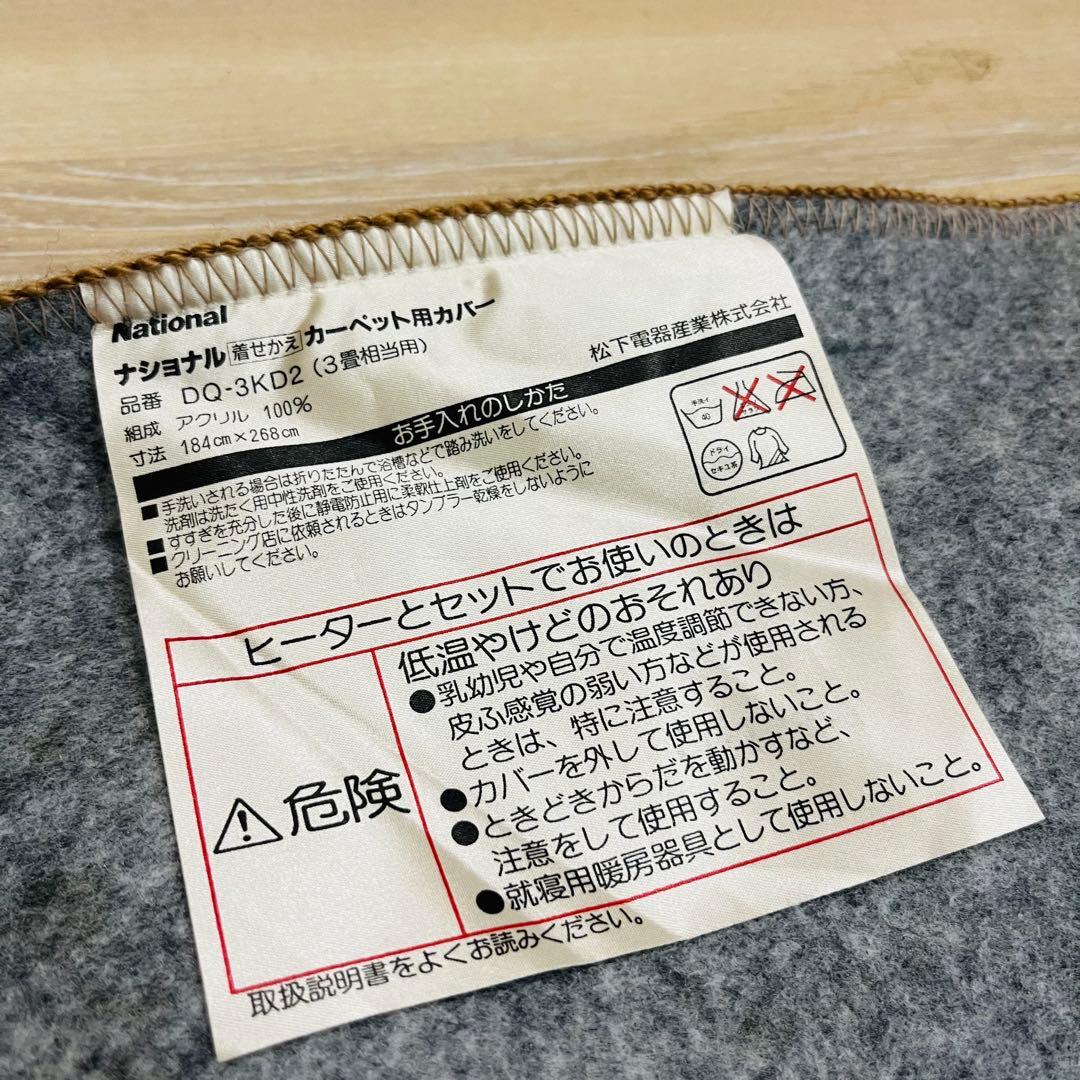 National
ナショナル 着せかえ カーペット用カバー
品番 DQ-3KD2 (3畳相当用)
組成 アクリル 100%
寸法 184cm×268cm
松下電器産業株式会社
お手入れのしかた
■手洗いされる場合は折りたたんで浴槽などで踏み洗いをしてください。
洗剤は洗たく用中性洗剤をご使用ください。
■すすぎを充分した後に静電防止用に柔軟仕上剤をご使用ください。
■クリーニング店に依頼されるときはタンブラー乾燥をしないように
お願いしてください。
手洗イ
40
ドライ
セキユ系
ヒーターとセットでお使いのときは
⚠危険
低温やけどのおそれあり
●乳幼児や自分で温度調節できない方、
皮ふ感覚の弱い方などが使用される
ときは、特に注意すること。
●カバーを外して使用しないこと。
●ときどきからだを動かすなど、
注意をして使用すること。
●就寝用暖房器具として使用しないこと。
取扱説明書をよくお読みください。